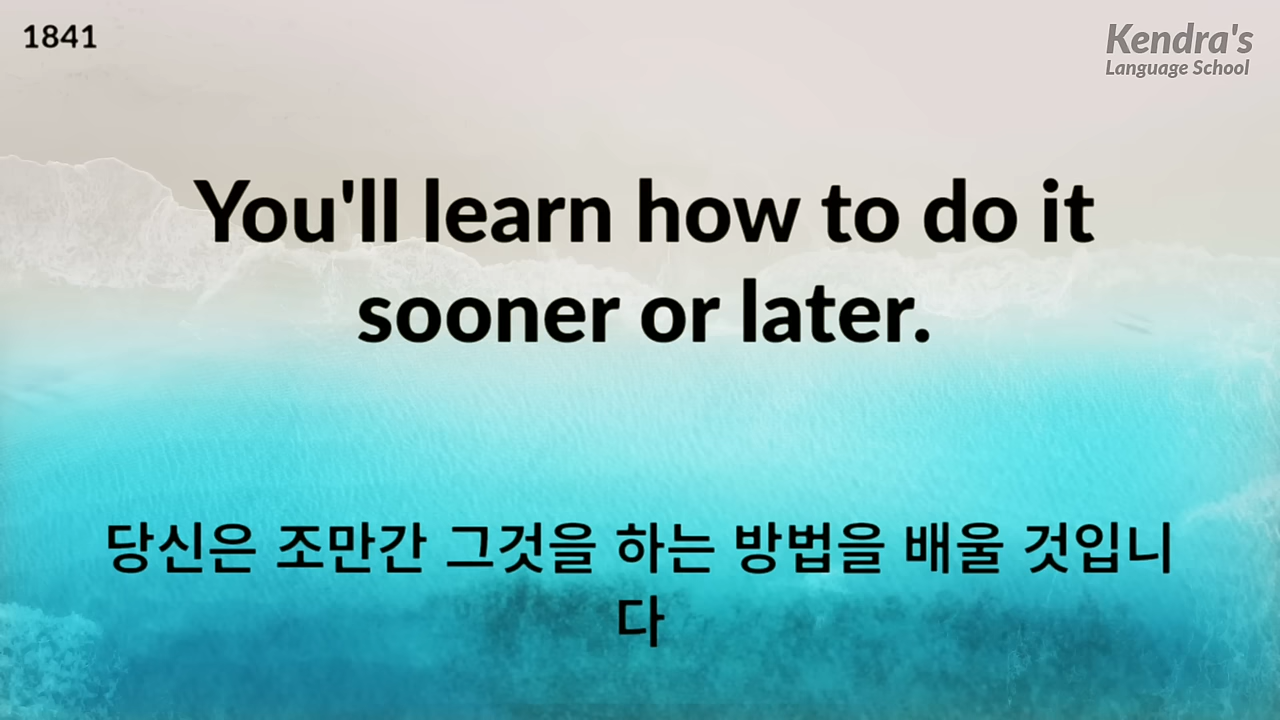 1841
Kendra's
Language School
You'll learn how to do it
sooner or later.
당신은 조만간 그것을 하는 방법을 배울 것입니
다